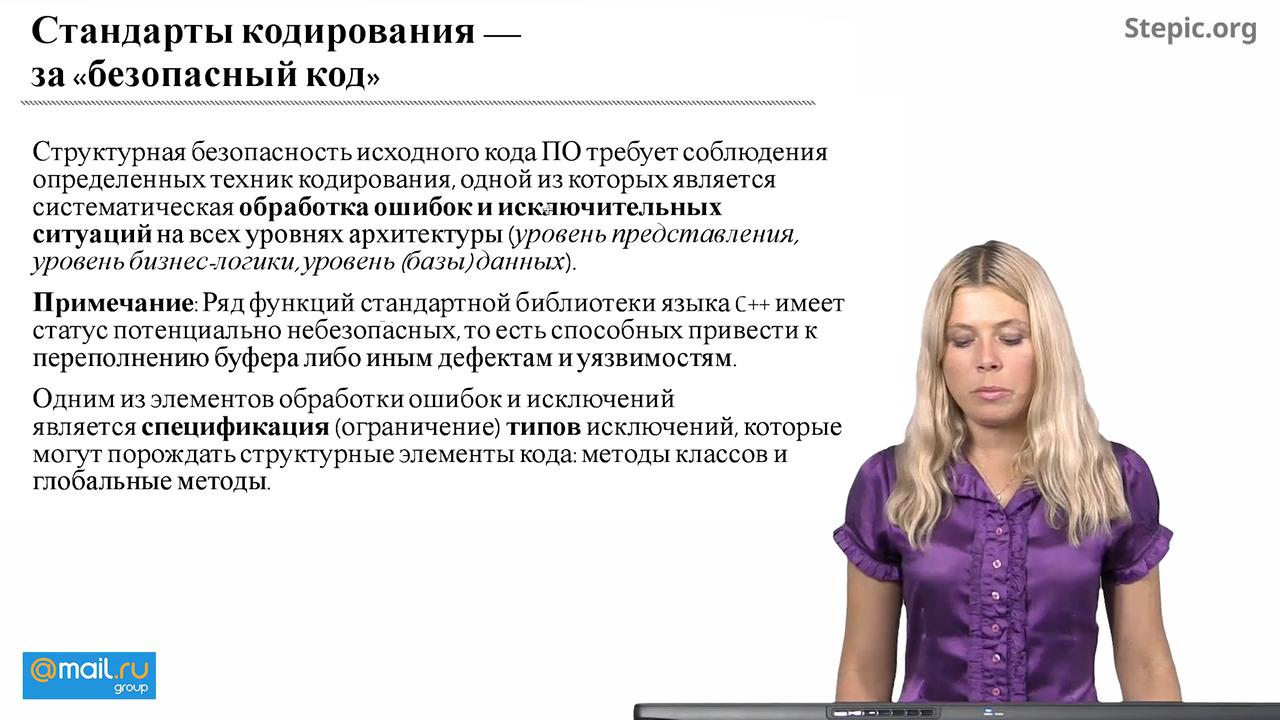 Стандарты кодирования —
за «безопасный код»
Stepic.org
Структурная безопасность исходного кода ПО требует соблюдения
определенных техник кодирования, одной из которых является
систематическая обработка ошибок и исключительных
ситуаций на всех уровнях архитектуры (уровень представления,
уровень бизнес-логики, уровень (базы) данных).
Примечание: Ряд функций стандартной библиотеки языка C++ имеет
статус потенциально небезопасных, то есть способных привести к
переполнению буфера либо иным дефектам и уязвимостям.
Одним из элементов обработки ошибок и исключений
является спецификация (ограничение) типов исключений, которые
могут порождать структурные элементы кода: методы классов и
глобальные методы.
@mail.ru
group